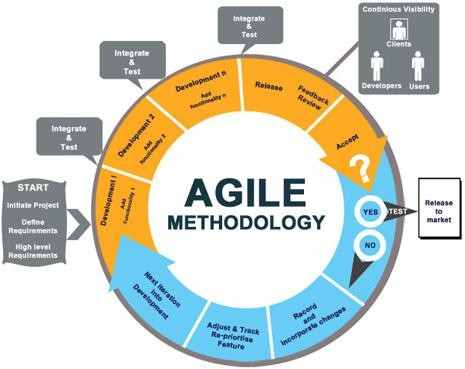 Continious Visibility
Clients
Developers
Users
Integrate
&
Test
Integrate
&
Test
Integrate
&
Test
START
Initiate Project
Define
Requirements
High level
Requirements
Development 1
Add
functionality 1
Development 2
Add
functionality 2
Development n
Add
functionality n
Release
Feedback
Review
Accept
?
YES
TEST
Release
to
market
NO
Record
and
Incorporate changes
Adjust & Track
Re-priortise
Feature
Next Iteration
into
Development
AGILE
METHODOLOGY